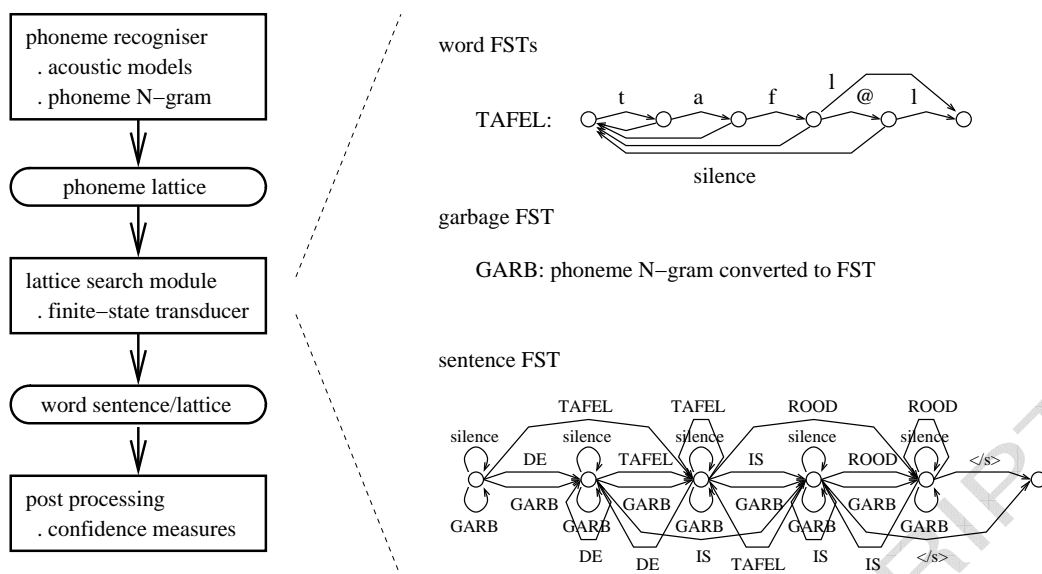 phoneme recogniser
. acoustic models
. phoneme N−gram
phoneme lattice
lattice search module
. finite−state transducer
word sentence/lattice
post processing
. confidence measures
word FSTs
TAFEL:
t a f l @ l
silence
garbage FST
GARB: phoneme N−gram converted to FST
sentence FST
TAFEL TAFEL ROOD ROOD
silence silence silence silence silence
DE TAFEL IS ROOD </s>
GARB GARB GARB GARB
GARB GARB GARB GARB GARB
DE DE IS TAFEL IS IS </s>
RIPT